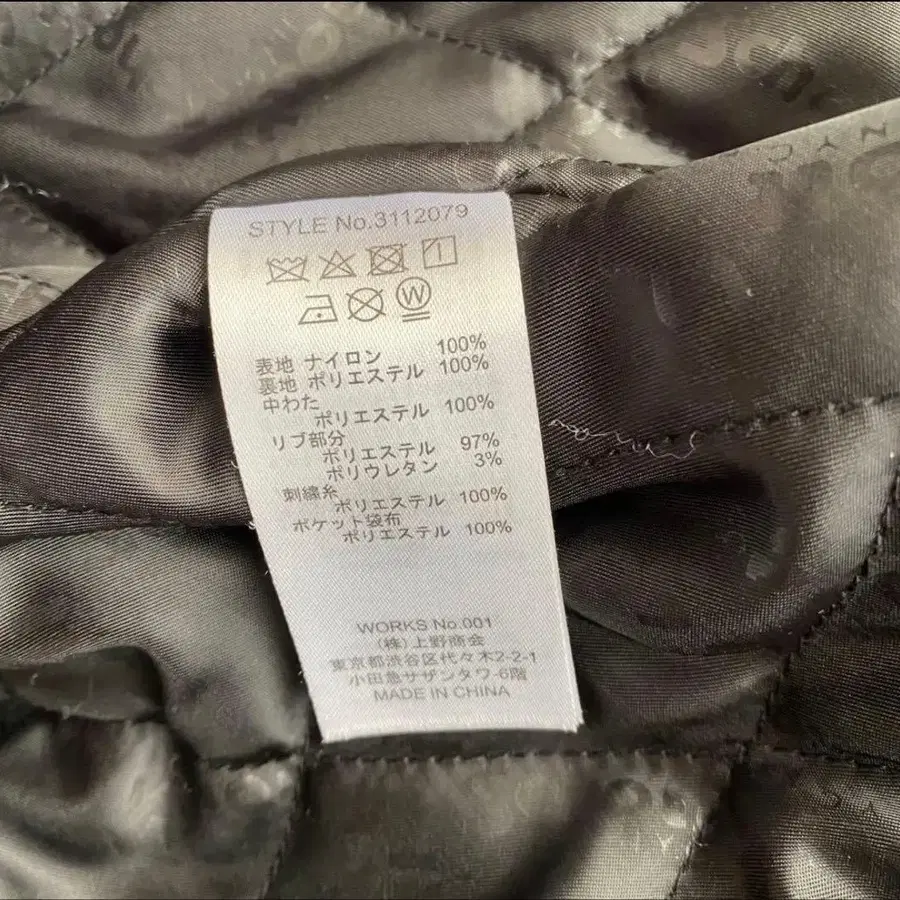 STYLE No.3112079
W
表地 ナイロン 100%
裏地 ポリエステル 100%
中わた
ポリエステル 100%
リブ部分
ポリエステル 97%
ポリウレタン 3%
刺繍糸
ポリエステル 100%
ポケット袋布
ポリエステル 100%
WORKS No.001
(株)上野商会
東京都渋谷区代々木2-2-1
小田急サザンタワ-6階
MADE IN CHINA